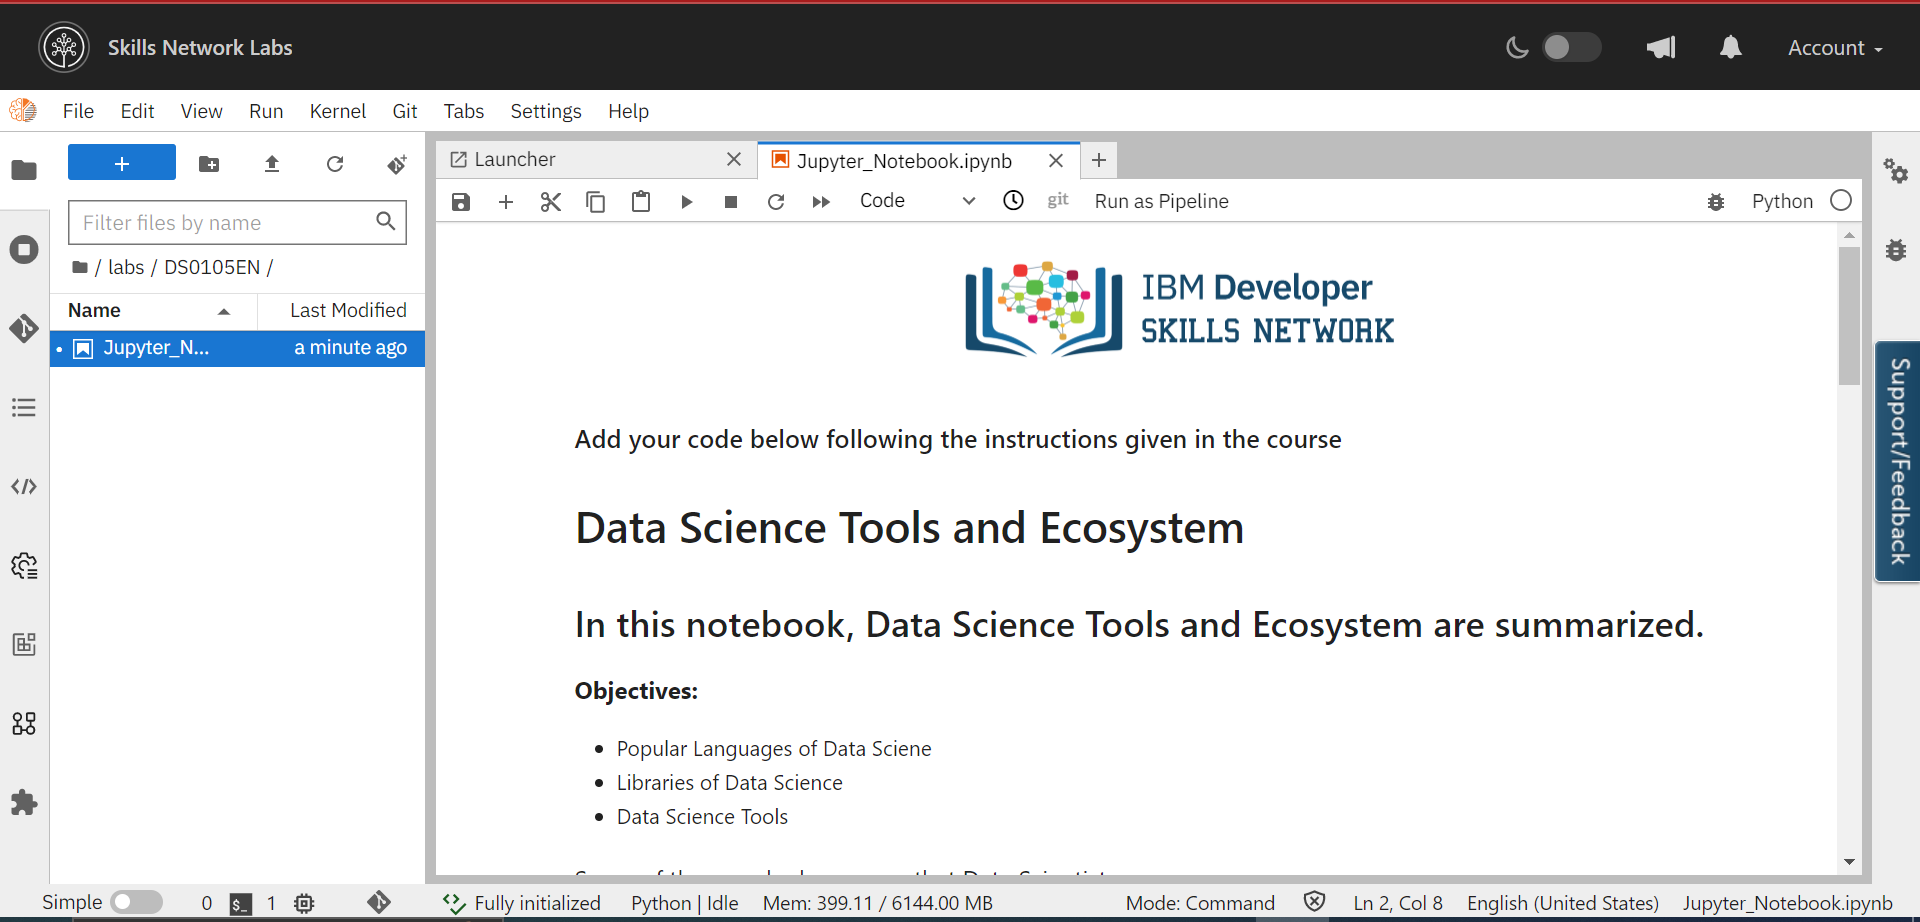 Skills Network Labs
Account
File Edit View Run Kernel Git Tabs Settings Help
Launcher
Jupyter_Notebook.ipynb
Code
git
Run as Pipeline
Python
Filter files by name
/ labs / DS0105EN /
Name Last Modified
Jupyter_N... a minute ago
IBM Developer
SKILLS NETWORK
Add your code below following the instructions given in the course
Data Science Tools and Ecosystem
In this notebook, Data Science Tools and Ecosystem are summarized.
Objectives:
Popular Languages of Data Sciene
Libraries of Data Science
Data Science Tools
Support/Feedback
Simple 0 $_ 1 Fully initialized Python | Idle Mem: 399.11 / 6144.00 MB Mode: Command Ln 2, Col 8 English (United States) Jupyter_Notebook.ipynb